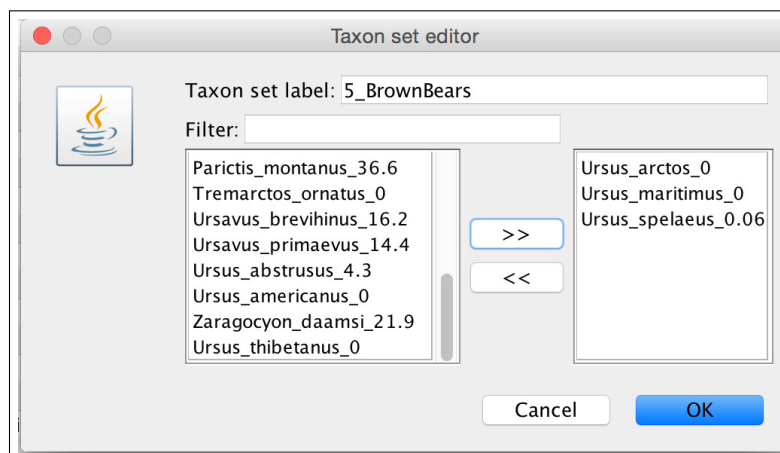 Taxon set editor
Taxon set label: 5_BrownBears
Filter:
Parictis_montanus_36.6
Tremarctos_ornatus_0
Ursavus_brevihinus_16.2
Ursavus_primaevus_14.4
Ursus_abstrusus_4.3
Ursus_americanus_0
Zaragocyon_daamsi_21.9
Ursus_thibetanus_0
>>
<<
Ursus_arctos_0
Ursus_maritimus_0
Ursus_spelaeus_0.06
Cancel OK